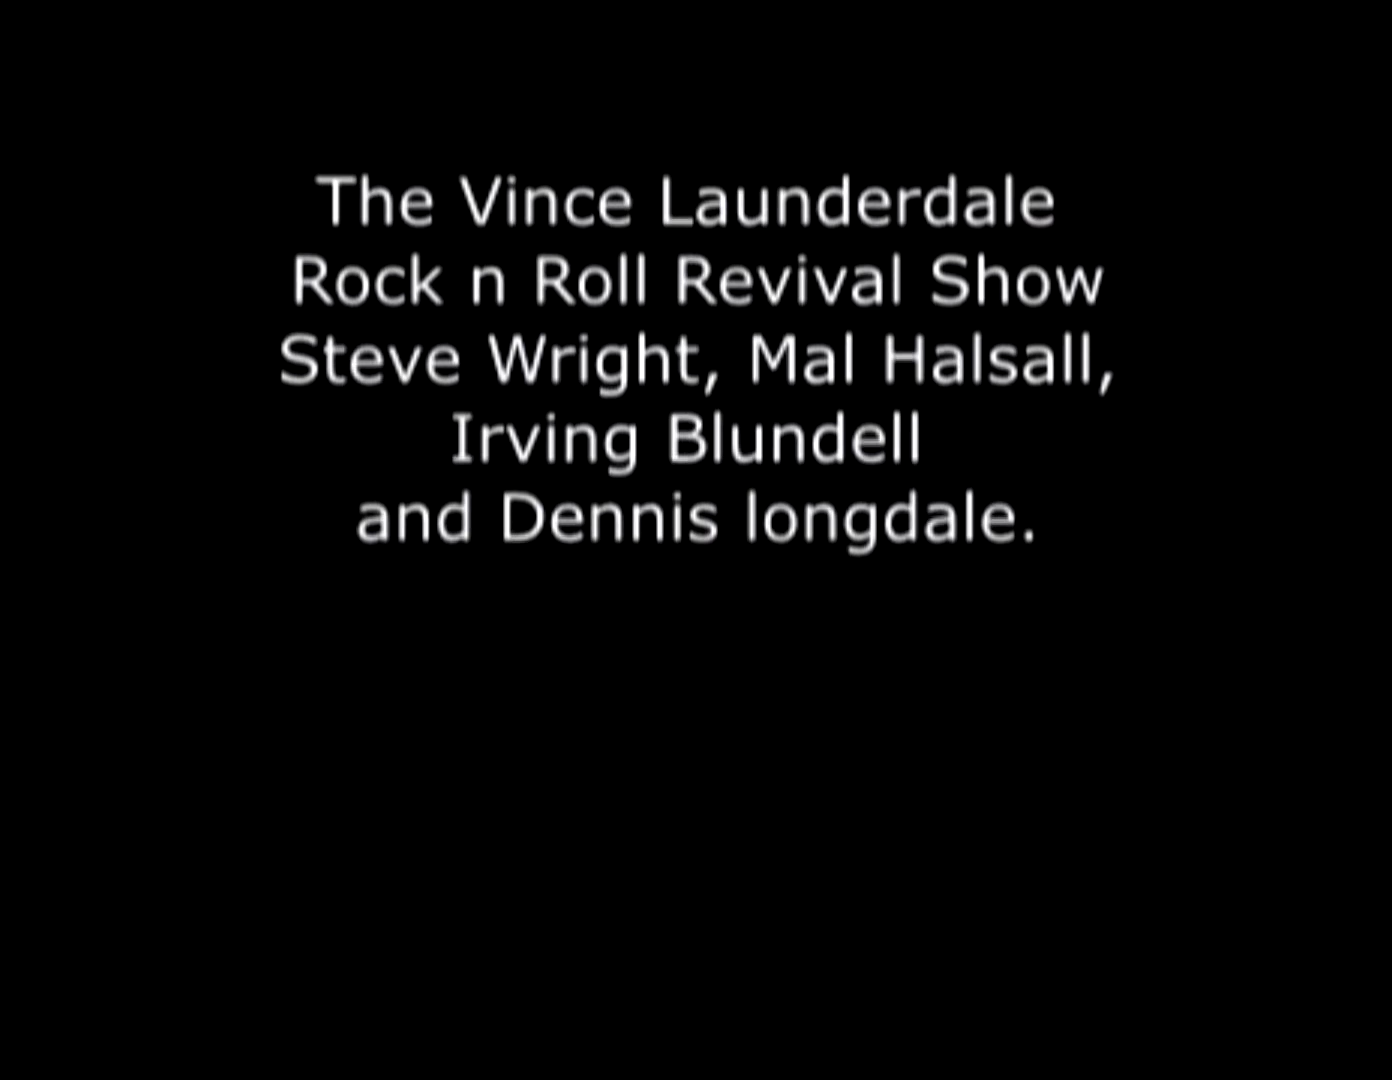 The Vince Launderdale
Rock n Roll Revival Show
Steve Wright, Mal Halsall,
Irving Blundell
and Dennis longdale.